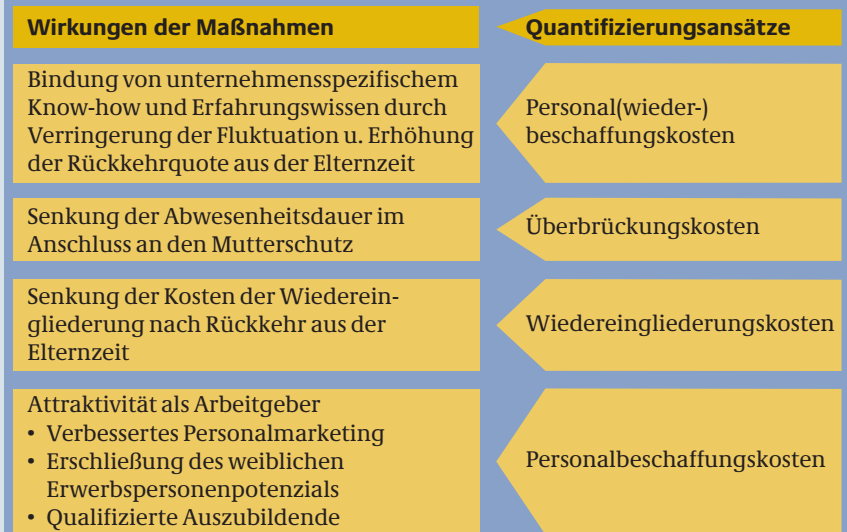 Wirkungen der Maßnahmen
Quantifizierungsansätze
Bindung von unternehmensspezifischem
Know-how und Erfahrungswissen durch
Verringerung der Fluktuation u. Erhöhung
der Rückkehrquote aus der Elternzeit
Personal(wieder-)
beschaffungskosten
Senkung der Abwesenheitsdauer im
Anschluss an den Mutterschutz
Überbrückungskosten
Senkung der Kosten der Wiederein-
gliederung nach Rückkehr aus der
Elternzeit
Wiedereingliederungskosten
Attraktivität als Arbeitgeber
• Verbessertes Personalmarketing
• Erschließung des weiblichen
Erwerbspersonenpotenzials
• Qualifizierte Auszubildende
Personalbeschaffungskosten